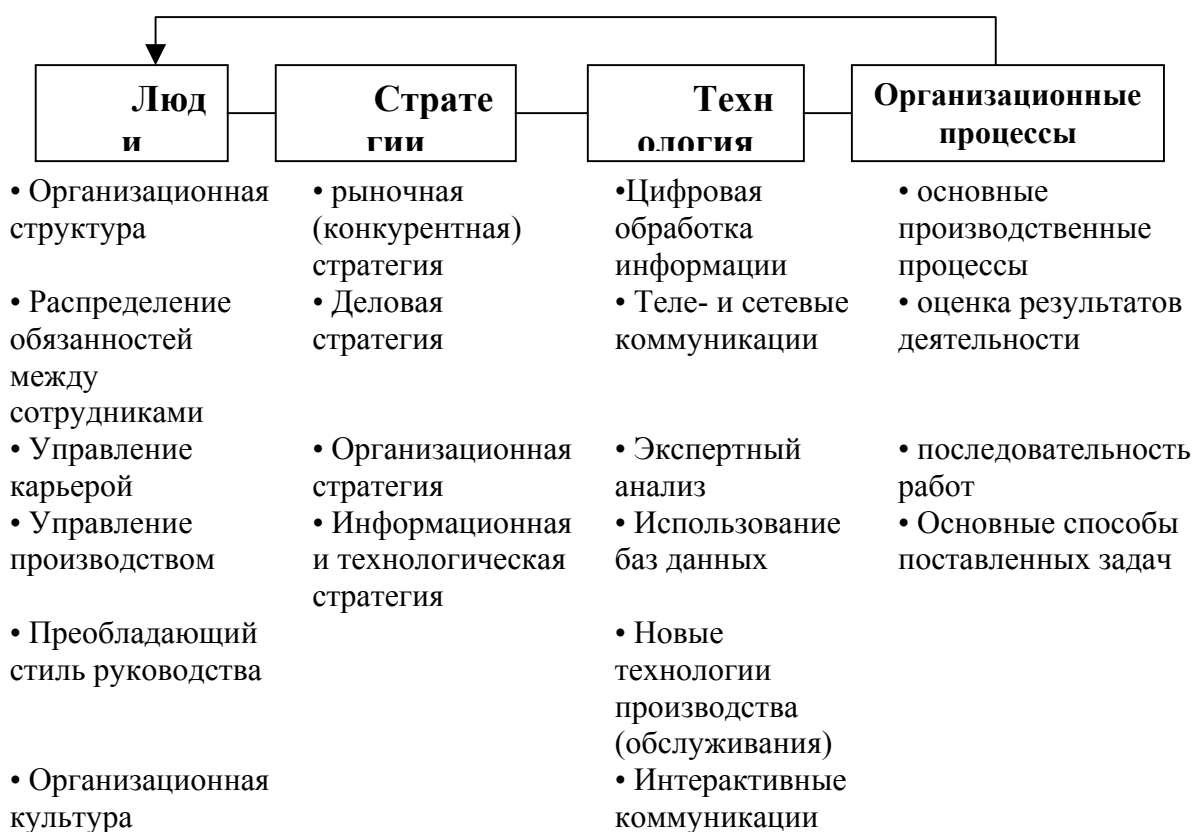 Люд
и
Страте
гии
Техн
ология
Организационные
процессы
• Организационная
структура
• Распределение
обязанностей
между
сотрудниками
• Управление
карьерой
• Управление
производством
• Преобладающий
стиль руководства
• Организационная
культура
• рыночная
(конкурентная)
стратегия
• Деловая
стратегия
• Организационная
стратегия
• Информационная
и технологическая
стратегия
•Цифровая
обработка
информации
• Теле- и сетевые
коммуникации
• Экспертный
анализ
• Использование
баз данных
• Новые
технологии
производства
(обслуживания)
• Интерактивные
коммуникации
• основные
производственные
процессы
• оценка результатов
деятельности
• последовательность
работ
• Основные способы
поставленных задач